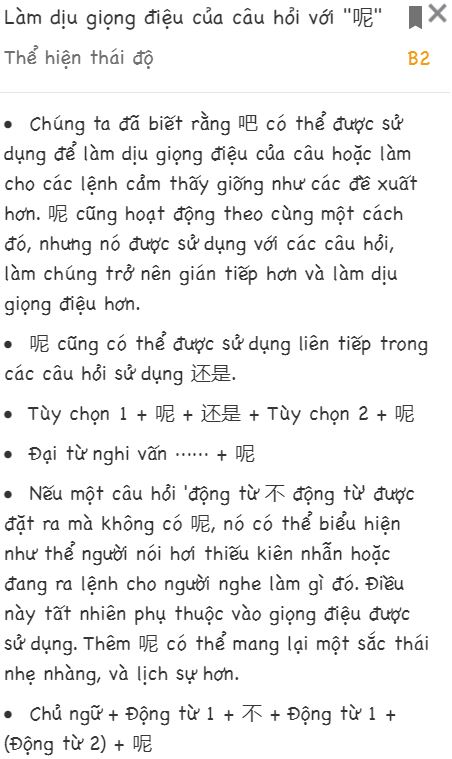 Làm dịu giọng điệu của câu hỏi với "呢"
Thể hiện thái độ
B2
• Chúng ta đã biết rằng 吧 có thể được sử
dụng để làm dịu giọng điệu của câu hoặc làm
cho các lệnh cảm thấy giống như các đề xuất
hơn. 呢 cũng hoạt động theo cùng một cách
đó, nhưng nó được sử dụng với các câu hỏi,
làm chúng trở nên gián tiếp hơn và làm dịu
giọng điệu hơn.
• 呢 cũng có thể được sử dụng liên tiếp trong
các câu hỏi sử dụng 还是.
• Tùy chọn 1 + 呢 + 还是 + Tùy chọn 2 + 呢
• Đại từ nghi vấn …… + 呢
• Nếu một câu hỏi 'động từ 不 động từ' được
đặt ra mà không có 呢, nó có thể biểu hiện
như thể người nói hơi thiếu kiên nhẫn hoặc
đang ra lệnh cho người nghe làm gì đó. Điều
này tất nhiên phụ thuộc vào giọng điệu được
sử dụng. Thêm 呢 có thể mang lại một sắc thái
nhẹ nhàng, và lịch sự hơn.
• Chủ ngữ + Động từ 1 + 不 + Động từ 1 +
(Động từ 2) + 呢